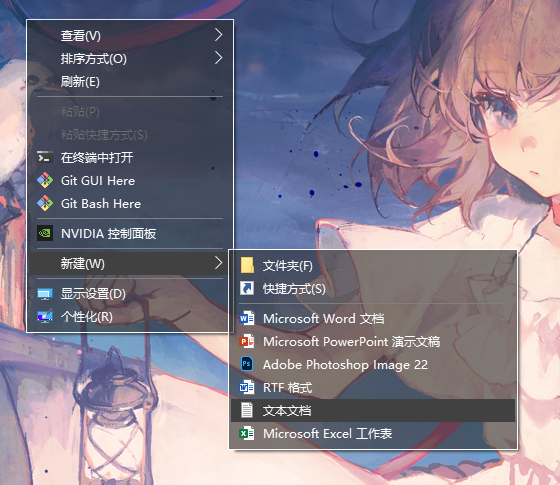 查看(V)
排序方式(O)
刷新(E)
粘贴(P)
粘贴快捷方式(S)
在终端中打开
Git GUI Here
Git Bash Here
NVIDIA 控制面板
新建(W)
显示设置(D)
个性化(R)
文件夹(F)
快捷方式(S)
Microsoft Word 文档
Microsoft PowerPoint 演示文稿
Adobe Photoshop Image 22
RTF 格式
文本文档
Microsoft Excel 工作表